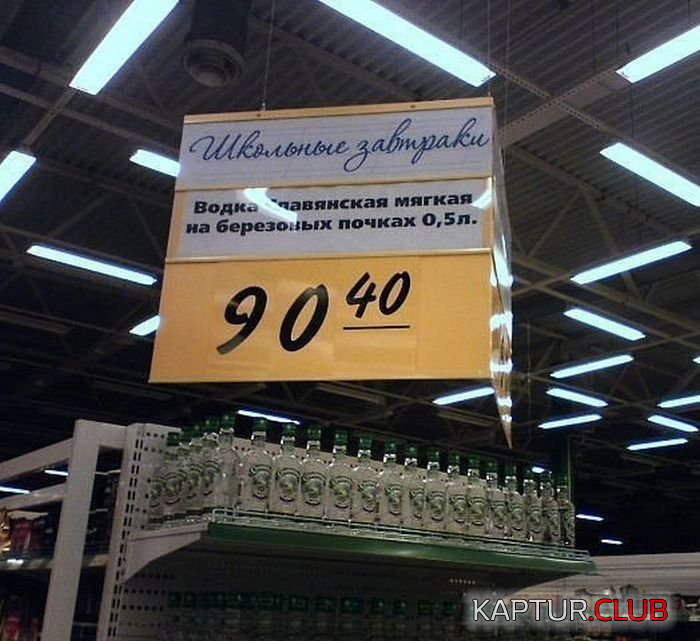 Школьные завтраки
Водка Славянская мягкая
на березовых почках 0,5л.
90 40
KAPTUR.CLUB